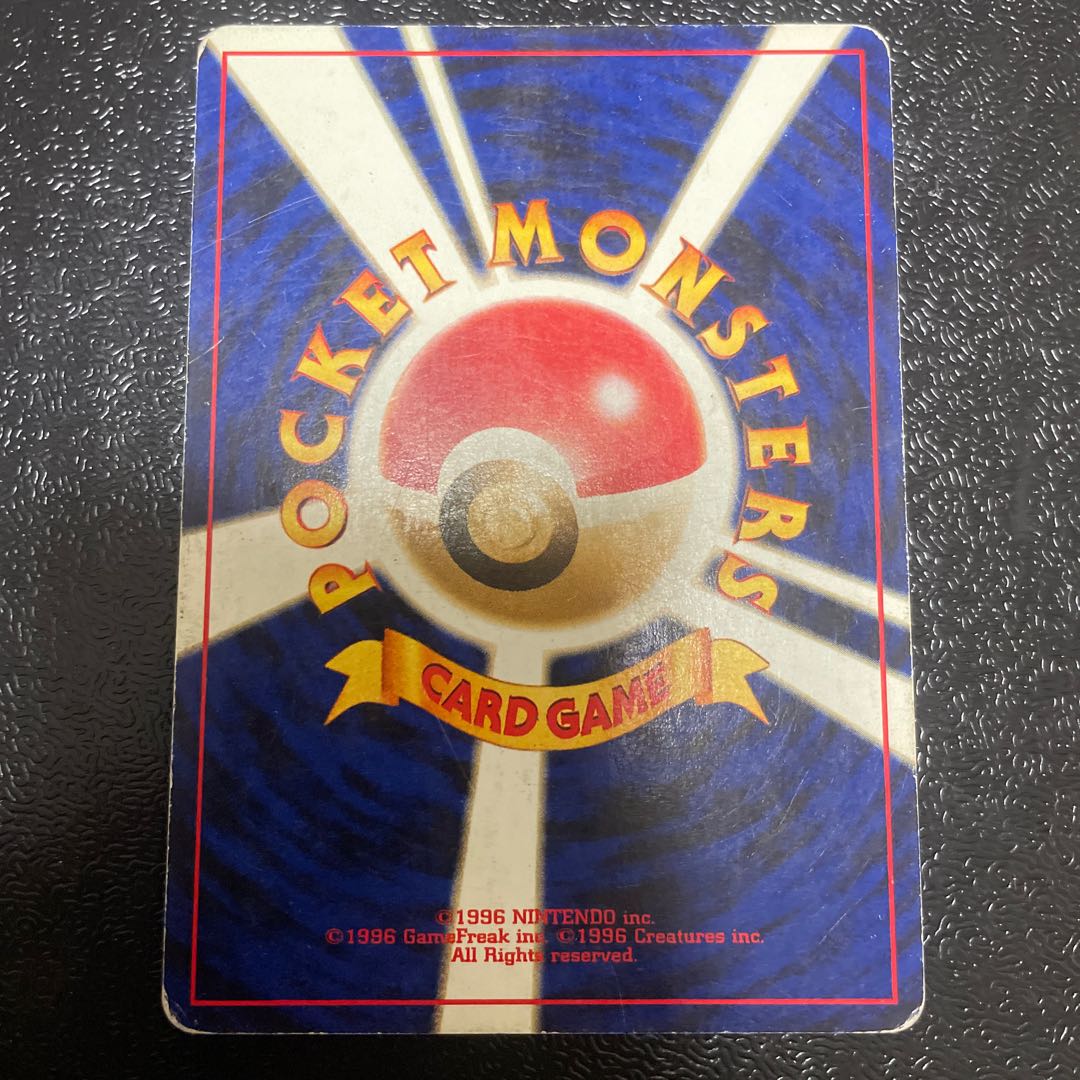 POCKET MONSTERS
CARD GAME
©1996 NINTENDO inc.
©1996 GameFreak inc. ©1996 Creatures inc.
All Rights reserved.